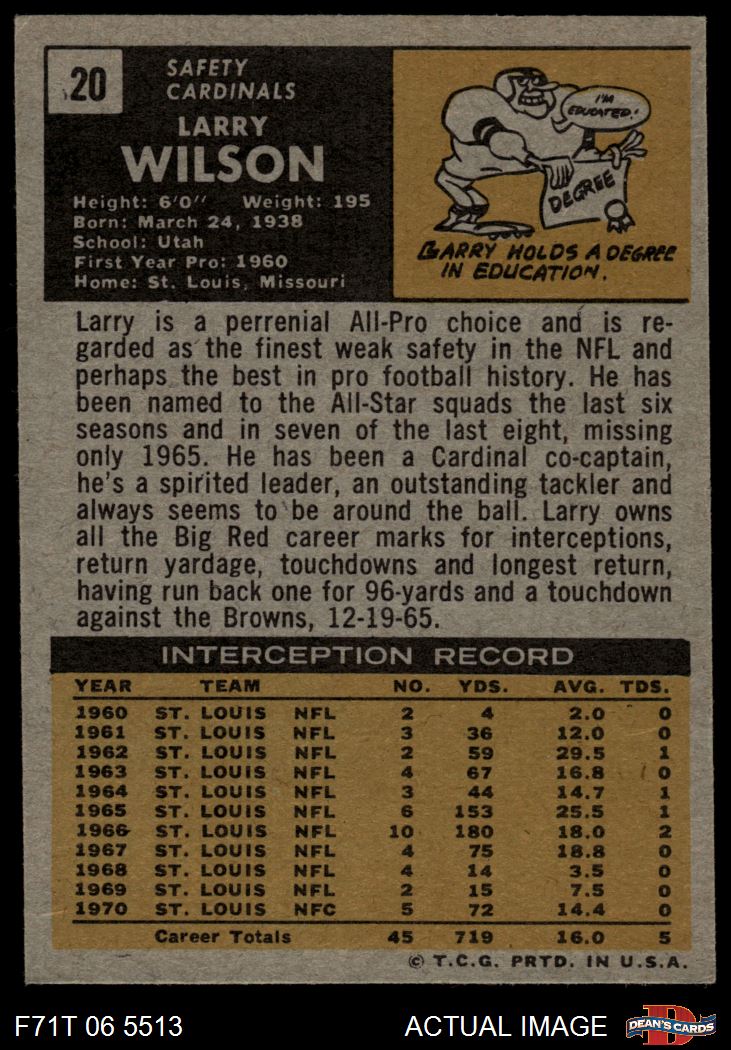 20
SAFETY
CARDINALS
LARRY
WILSON
Height: 6'0" Weight: 195
Born: March 24, 1938
School: Utah
First Year Pro: 1960
Home: St. Louis, Missouri
I'M
EDUCATED!
DEGREE
LARRY HOLDS A DEGREE
IN EDUCATION.
Larry is a perrenial All-Pro choice and is re-
garded as the finest weak safety in the NFL and
perhaps the best in pro football history. He has
been named to the All-Star squads the last six
seasons and in seven of the last eight, missing
only 1965. He has been a Cardinal co-captain,
he's a spirited leader, an outstanding tackler and
always seems to be around the ball. Larry owns
all the Big Red career marks for interceptions,
return yardage, touchdowns and longest return,
having run back one for 96-yards and a touchdown
against the Browns, 12-19-65.
INTERCEPTION RECORD
YEAR TEAM NO. YDS. AVG. TDS.
1960 ST. LOUIS NFL 2 4 2.0 0
1961 ST. LOUIS NFL 3 36 12.0 0
1962 ST. LOUIS NFL 2 59 29.5 1
1963 ST. LOUIS NFL 4 67 16.8 0
1964 ST. LOUIS NFL 3 44 14.7 1
1965 ST. LOUIS NFL 6 153 25.5 1
1966 ST. LOUIS NFL 10 180 18.0 2
1967 ST. LOUIS NFL 4 75 18.8 0
1968 ST. LOUIS NFL 4 14 3.5 0
1969 ST. LOUIS NFL 2 15 7.5 0
1970 ST. LOUIS NFC 5 72 14.4 0
Career Totals 45 719 16.0 5
© T.C.G. PRTD. IN U.S.A.
F71T 06 5513 ACTUAL IMAGE
D
DEAN'S CARDS